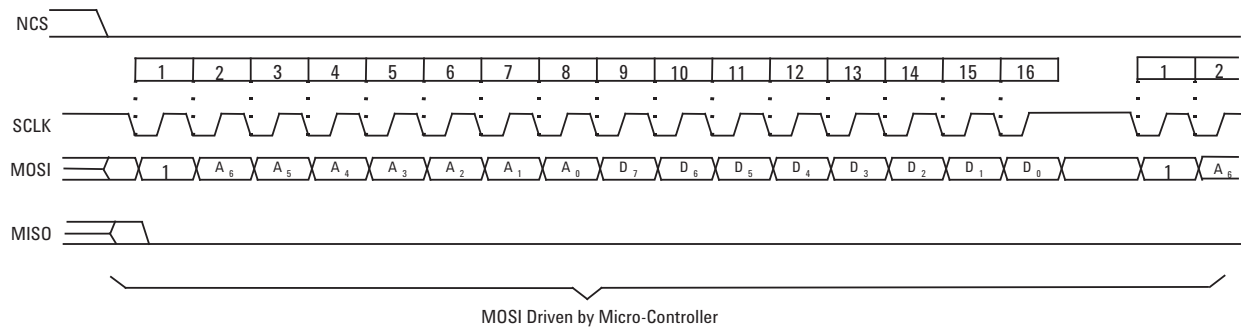 NCS
1 2 3 4 5 6 7 8 9 10 11 12 13 14 15 16 1 2
SCLK
MOSI 1 A₆ A₅ A₄ A₃ A₂ A₁ A₀ D₇ D₆ D₅ D₄ D₃ D₂ D₁ D₀ 1 A₆
MISO
MOSI Driven by Micro-Controller